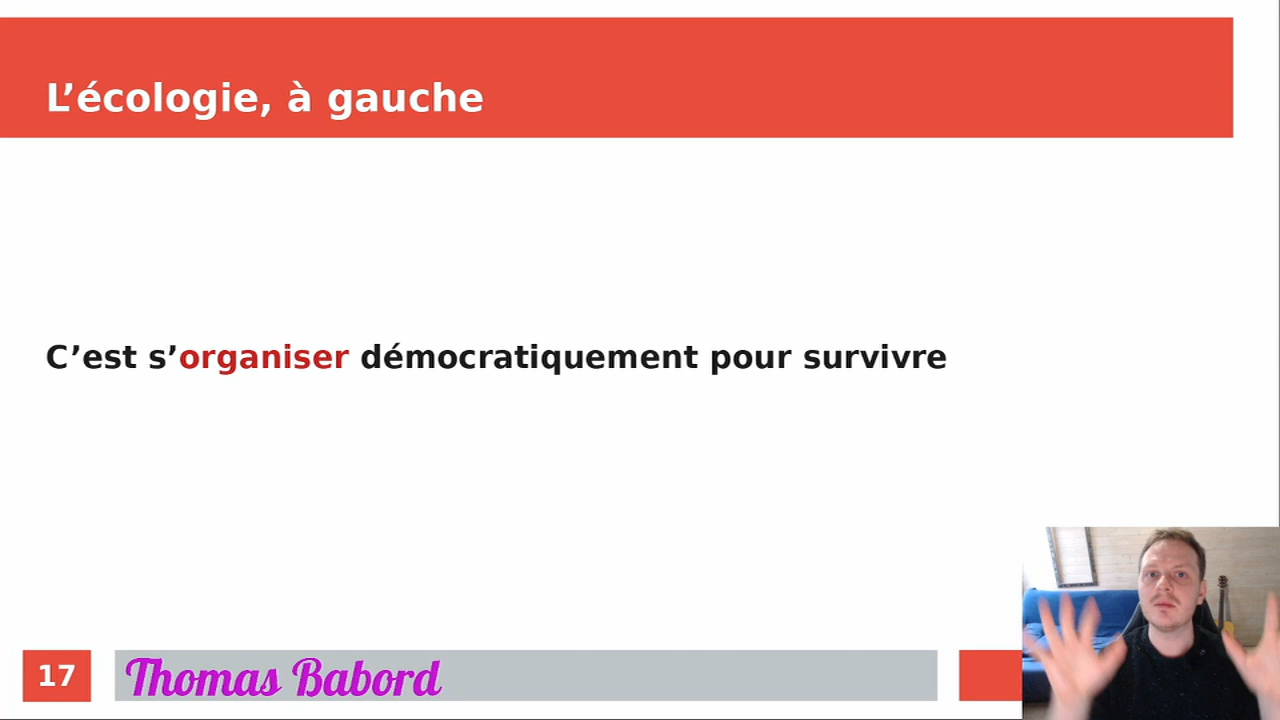 L’écologie, à gauche
C’est s’organiser démocratiquement pour survivre
17
Thomas Babord